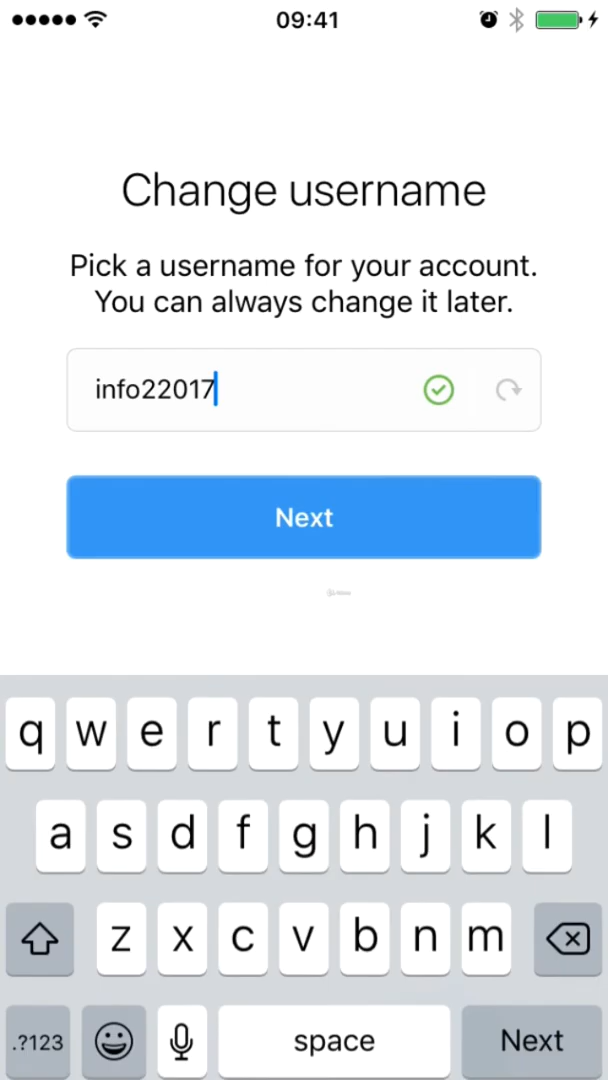 09:41
Change username
Pick a username for your account.
You can always change it later.
info22017
Next
q w e r t y u i o p
a s d f g h j k l
z x c v b n m
.?123 space Next